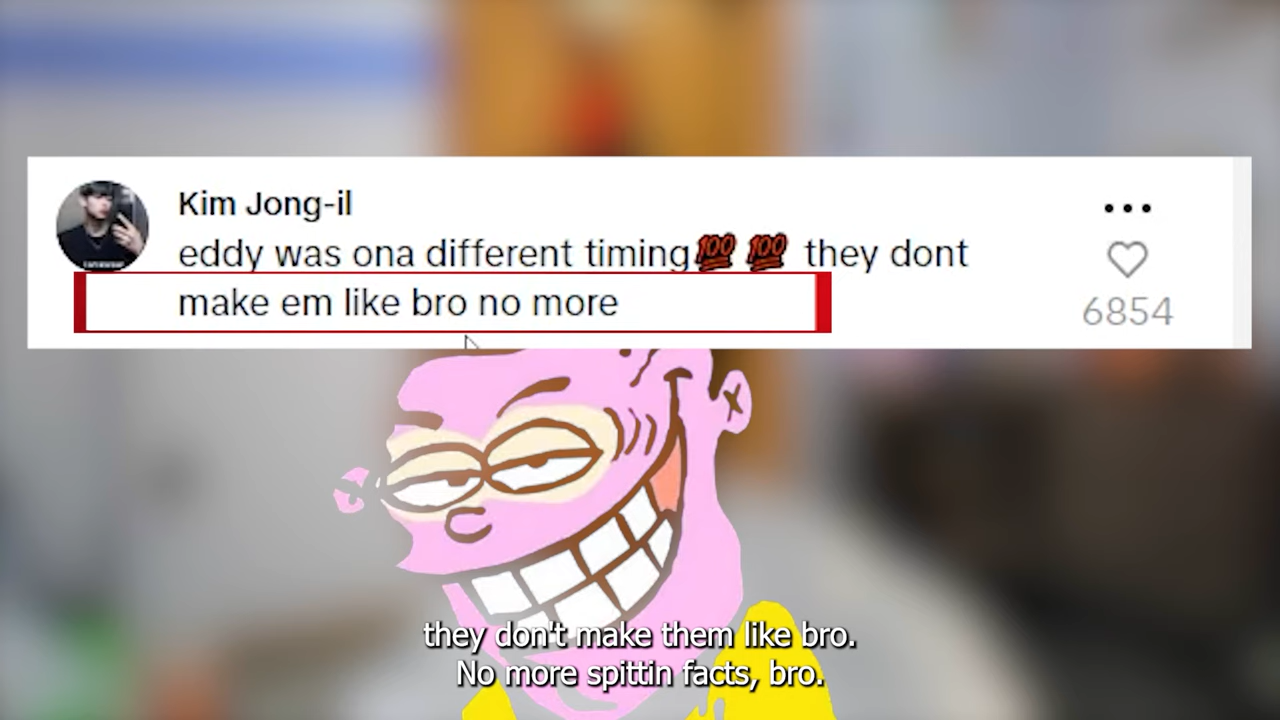 Kim Jong-il
eddy was ona different timing💯💯 they dont
make em like bro no more
6854
they don't make them like bro.
No more spittin facts, bro.